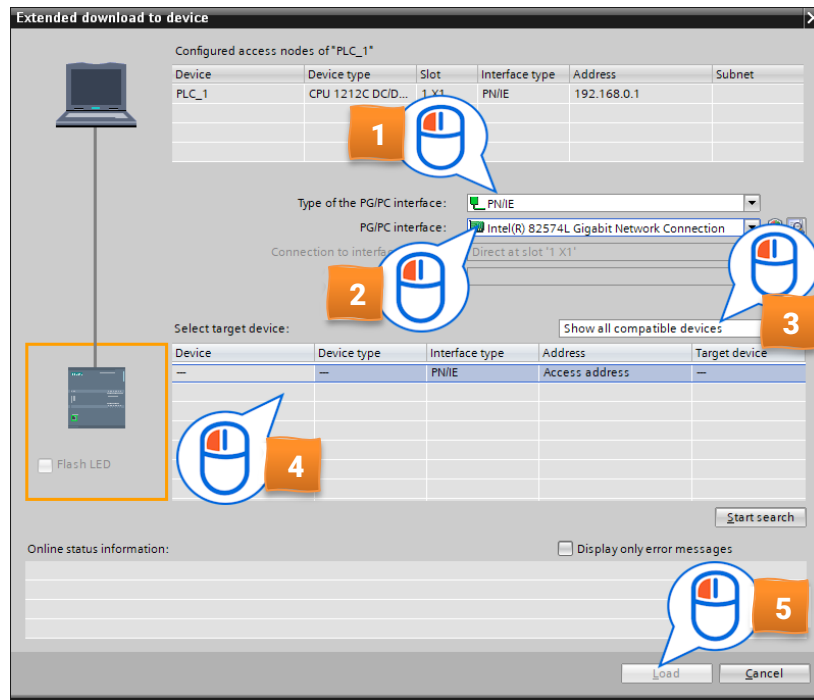 Extended download to device
Configured access nodes of "PLC_1"
Device Device type Slot Interface type Address Subnet
PLC_1 CPU 1212C DC/D... 1 X1 PN/IE 192.168.0.1
1
Type of the PG/PC interface: PN/IE
PG/PC interface: Intel(R) 82574L Gigabit Network Connection
Connection to interf Direct at slot '1 X1'
2
3
Select target device: Show all compatible devices
Device Device type Interface type Address Target device
— — PN/IE Access address —
4
Flash LED
Start search
Online status information: Display only error messages
5
Load Cancel